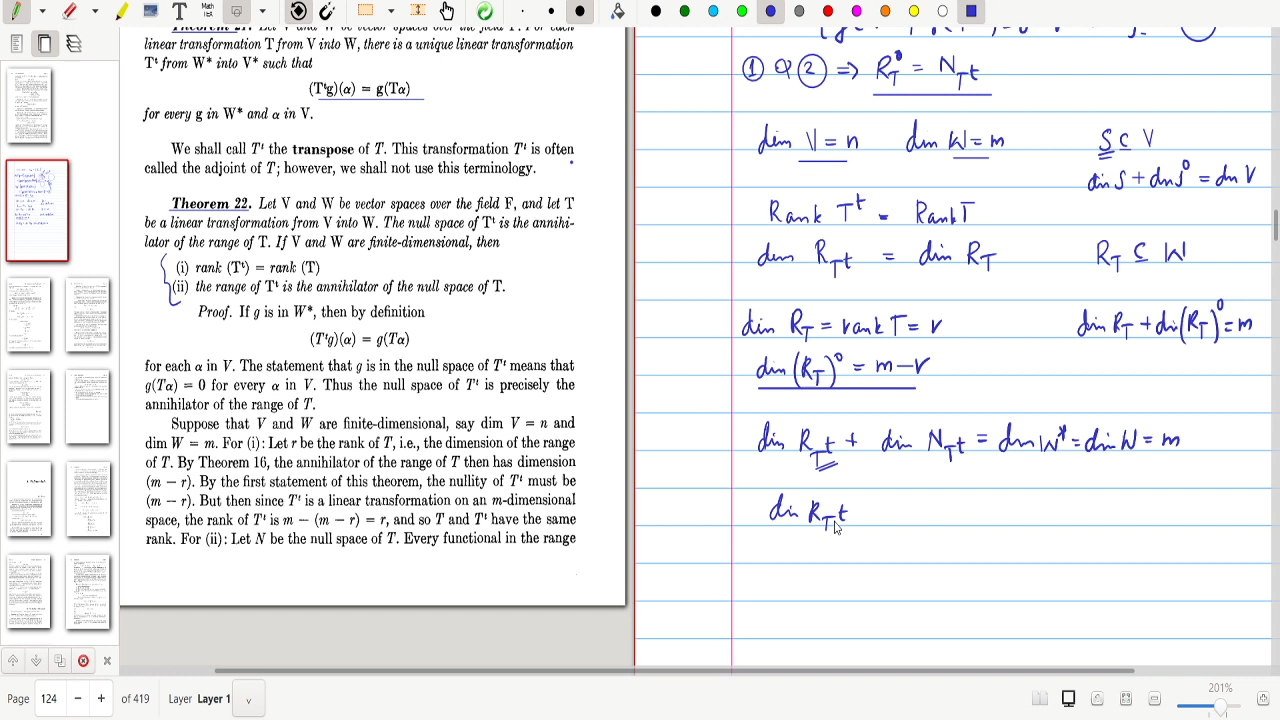 Math
TEX
linear transformation T from V into W, there is a unique linear transformation
Tᵗ from W* into V* such that
(Tᵗg)(α) = g(Tα)
for every g in W* and α in V.
We shall call Tᵗ the transpose of T. This transformation Tᵗ is often
called the adjoint of T; however, we shall not use this terminology.
Theorem 22. Let V and W be vector spaces over the field F, and let T
be a linear transformation from V into W. The null space of Tᵗ is the annihi-
lator of the range of T. If V and W are finite-dimensional, then
(i) rank (Tᵗ) = rank (T)
(ii) the range of Tᵗ is the annihilator of the null space of T.
Proof. If g is in W*, then by definition
(Tᵗg)(α) = g(Tα)
for each α in V. The statement that g is in the null space of Tᵗ means that
g(Tα) = 0 for every α in V. Thus the null space of Tᵗ is precisely the
annihilator of the range of T.
Suppose that V and W are finite-dimensional, say dim V = n and
dim W = m. For (i): Let r be the rank of T, i.e., the dimension of the range
of T. By Theorem 16, the annihilator of the range of T then has dimension
(m − r). By the first statement of this theorem, the nullity of Tᵗ must be
(m − r). But then since Tᵗ is a linear transformation on an m-dimensional
space, the rank of Tᵗ is m − (m − r) = r, and so T and Tᵗ have the same
rank. For (ii): Let N be the null space of T. Every functional in the range
① & ② ⇒ R_T⁰ = N_Tᵗ
dim V = n dim W = m S ⊆ V
dim S + dim S⁰ = dim V
Rank Tᵗ = Rank T
dim R_Tᵗ = dim R_T R_T ⊆ W
dim R_T = rank T = r dim R_T + dim (R_T)⁰ = m
dim (R_T)⁰ = m − r
dim R_Tᵗ + dim N_Tᵗ = dim W* = dim W = m
dim R_Tᵗ
Page 124 − + of 419 Layer Layer 1
201%